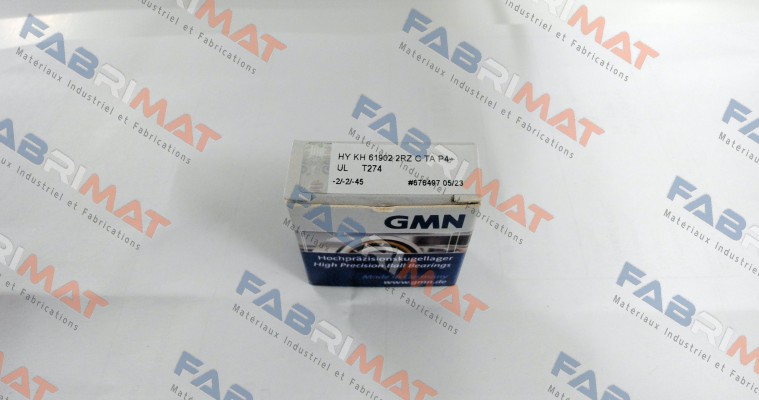 FABRIMAT
Matériaux Industriel et Fabrications
HY KH 61902 2RZ C TA P4+
UL T274
-2/-2/-45 #676497 05/23
GMN
Hochpräzisionskugellager
High Precision Ball Bearings
Made
www.gmn.de